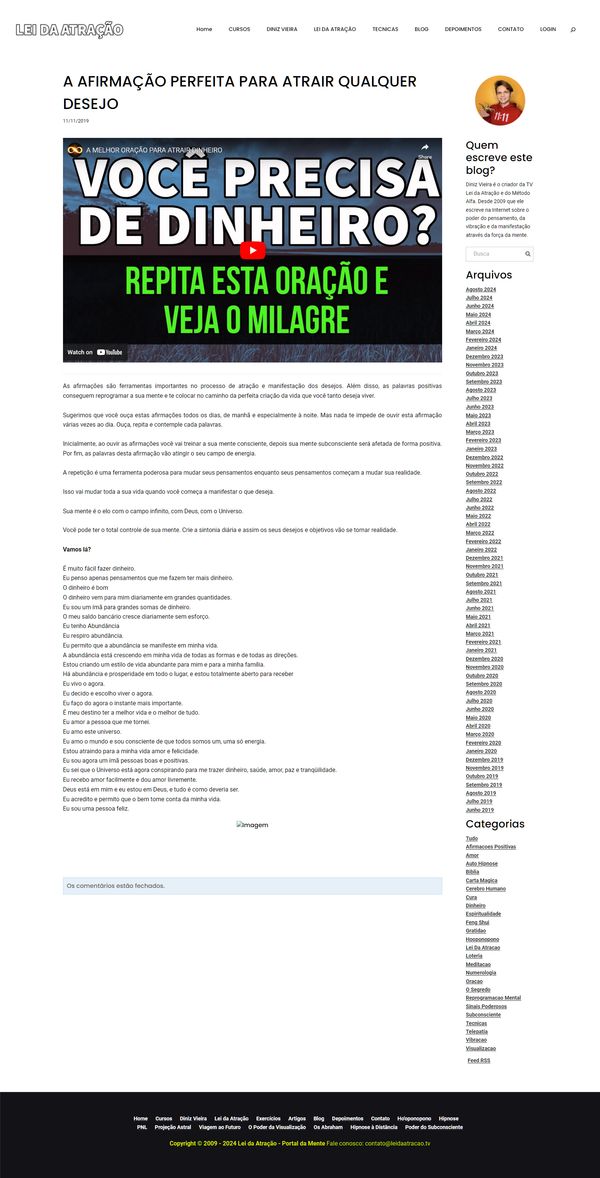 LEI DA ATRAÇÃO
Home CURSOS DINIZ VIEIRA LEI DA ATRAÇÃO TECNICAS BLOG DEPOIMENTOS CONTATO LOGIN
A AFIRMAÇÃO PERFEITA PARA ATRAIR QUALQUER
DESEJO
11/11/2019
A MELHOR ORAÇÃO PARA ATRAIR DINHEIRO
Share
VOCÊ PRECISA
DE DINHEIRO?
REPITA ESTA ORAÇÃO E
VEJA O MILAGRE
Watch on YouTube
As afirmações são ferramentas importantes no processo de atração e manifestação dos desejos. Além disso, as palavras positivas
conseguem reprogramar a sua mente e te colocar no caminho da perfeita criação da vida que você tanto deseja viver.
Sugerimos que você ouça estas afirmações todos os dias, de manhã e especialmente à noite. Mas nada te impede de ouvir esta afirmação
várias vezes ao dia. Ouça, repita e contemple cada palavras.
Inicialmente, ao ouvir as afirmações você vai treinar a sua mente consciente, depois sua mente subconsciente será afetada de forma positiva.
Por fim, as palavras desta afirmação vão atingir o seu campo de energia.
A repetição é uma ferramenta poderosa para mudar seus pensamentos enquanto seus pensamentos começam a mudar sua realidade.
Isso vai mudar toda a sua vida quando você começa a manifestar o que deseja.
Sua mente é o elo com o campo infinito, com Deus, com o Universo.
Você pode ter o total controle de sua mente. Crie a sintonia diária e assim os seus desejos e objetivos vão se tornar realidade.
Vamos lá?
É muito fácil fazer dinheiro.
Eu penso apenas pensamentos que me fazem ter mais dinheiro.
O dinheiro é bom
O dinheiro vem para mim diariamente em grandes quantidades.
Eu sou um ímã para grandes somas de dinheiro.
O meu saldo bancário cresce diariamente sem esforço.
Eu tenho Abundância
Eu respiro abundância.
Eu permito que a abundância se manifeste em minha vida.
A abundância está crescendo em minha vida de todas as formas e de todas as direções.
Estou criando um estilo de vida abundante para mim e para a minha família.
Há abundância e prosperidade em todo o lugar, e estou totalmente aberto para receber
Eu vivo o agora.
Eu decido e escolho viver o agora.
Eu faço do agora o instante mais importante.
É meu destino ter a melhor vida e o melhor de tudo.
Eu amor a pessoa que me tornei.
Eu amo este universo.
Eu amo o mundo e sou consciente de que todos somos um, uma só energia.
Estou atraindo para a minha vida amor e felicidade.
Eu sou agora um ímã pessoas boas e positivas.
Eu sei que o Universo está agora conspirando para me trazer dinheiro, saúde, amor, paz e tranqüilidade.
Eu recebo amor facilmente e dou amor livremente.
Deus está em mim e eu estou em Deus, e tudo é como deveria ser.
Eu acredito e permito que o bem tome conta da minha vida.
Eu sou uma pessoa feliz.
Imagem
Os comentários estão fechados.
11:11
Quem
escreve este
blog?
Diniz Vieira é o criador da TV
Lei da Atração e do Método
Alfa. Desde 2009 que ele
escreve na Internet sobre o
poder do pensamento, da
vibração e da manifestação
através da força da mente.
Busca
Arquivos
Agosto 2024
Julho 2024
Junho 2024
Maio 2024
Abril 2024
Março 2024
Fevereiro 2024
Janeiro 2024
Dezembro 2023
Novembro 2023
Outubro 2023
Setembro 2023
Agosto 2023
Julho 2023
Junho 2023
Maio 2023
Abril 2023
Março 2023
Fevereiro 2023
Janeiro 2023
Dezembro 2022
Novembro 2022
Outubro 2022
Setembro 2022
Agosto 2022
Julho 2022
Junho 2022
Maio 2022
Abril 2022
Março 2022
Fevereiro 2022
Janeiro 2022
Dezembro 2021
Novembro 2021
Outubro 2021
Setembro 2021
Agosto 2021
Julho 2021
Junho 2021
Maio 2021
Abril 2021
Março 2021
Fevereiro 2021
Janeiro 2021
Dezembro 2020
Novembro 2020
Outubro 2020
Setembro 2020
Agosto 2020
Julho 2020
Junho 2020
Maio 2020
Abril 2020
Março 2020
Fevereiro 2020
Janeiro 2020
Dezembro 2019
Novembro 2019
Outubro 2019
Setembro 2019
Agosto 2019
Julho 2019
Junho 2019
Categorias
Tudo
Afirmacoes Positivas
Amor
Auto Hipnose
Biblia
Carta Magica
Cerebro Humano
Cura
Dinheiro
Espiritualidade
Feng Shui
Gratidao
Hooponopono
Lei Da Atracao
Loteria
Meditacao
Numerologia
Oracao
O Segredo
Reprogramacao Mental
Sinais Poderosos
Subconsciente
Tecnicas
Telepatia
Vibracao
Visualizacao
Feed RSS
Home Cursos Diniz Vieira Lei da Atração Exercícios Artigos Blog Depoimentos Contato Ho'oponopono Hipnose
PNL Projeção Astral Viagem ao Futuro O Poder da Visualização Os Abraham Hipnose à Distância Poder do Subconsciente
Copyright © 2009 - 2024 Lei da Atração - Portal da Mente Fale conosco: contato@leidaatracao.tv